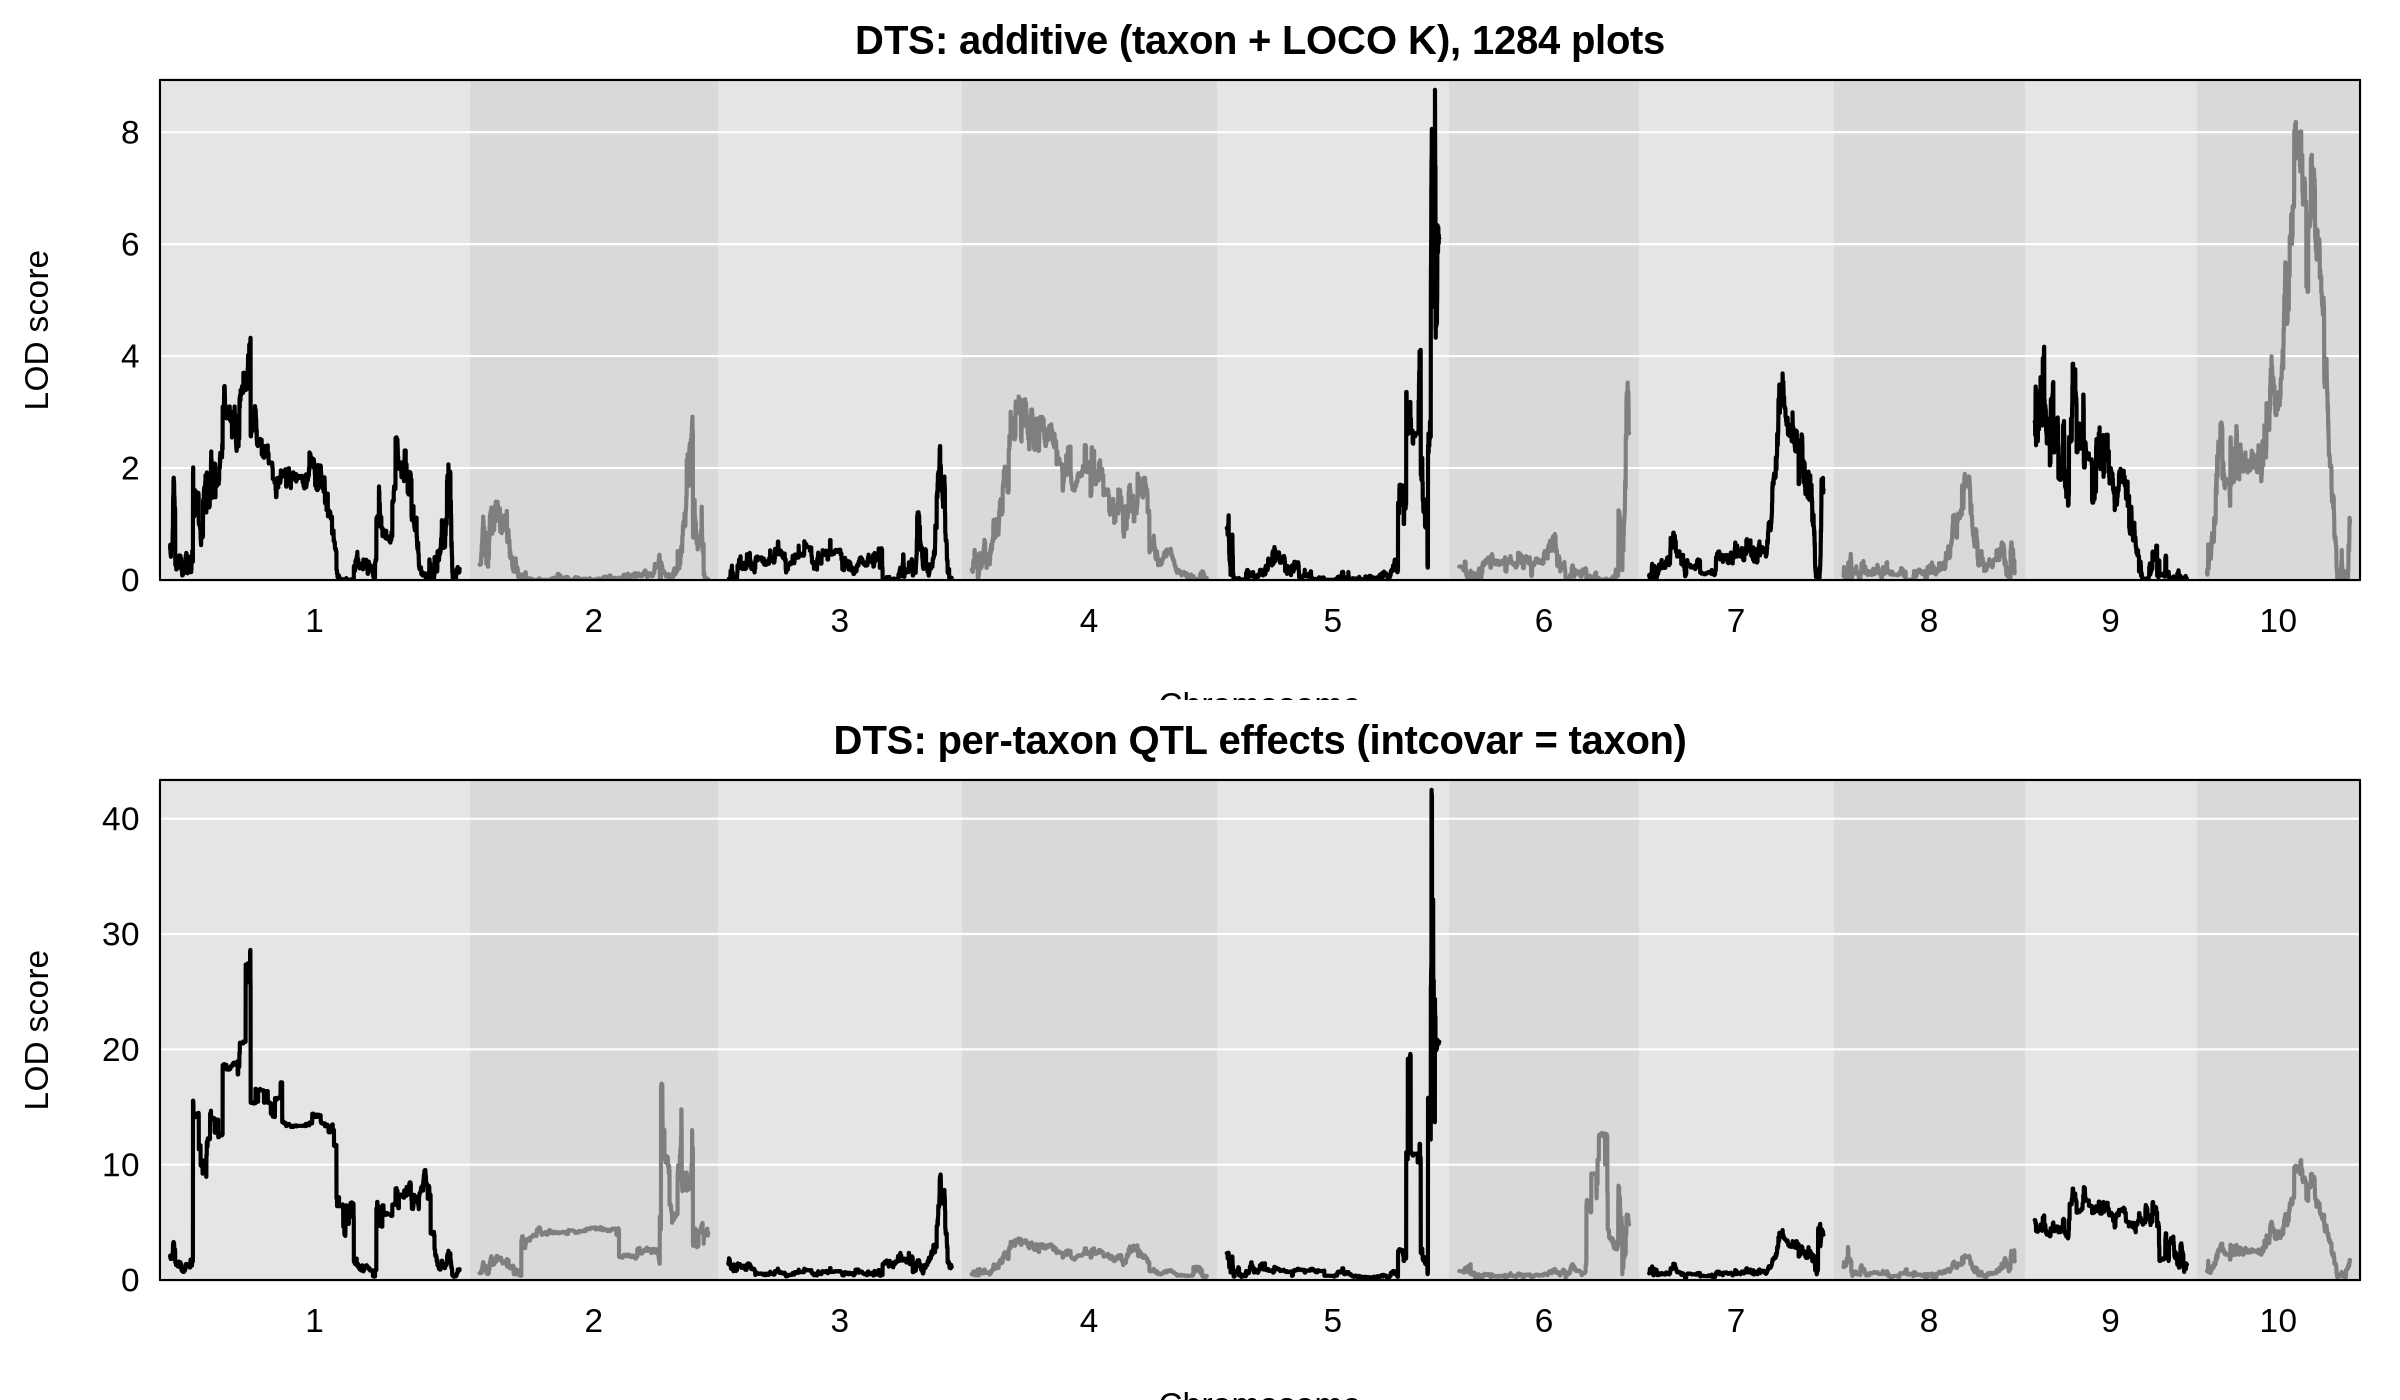 DTS: additive (taxon + LOCO K), 1284 plots
LOD score
8
6
4
2
0
1 2 3 4 5 6 7 8 9 10
Chromosome
DTS: per-taxon QTL effects (intcovar = taxon)
LOD score
40
30
20
10
0
1 2 3 4 5 6 7 8 9 10
Chromosome